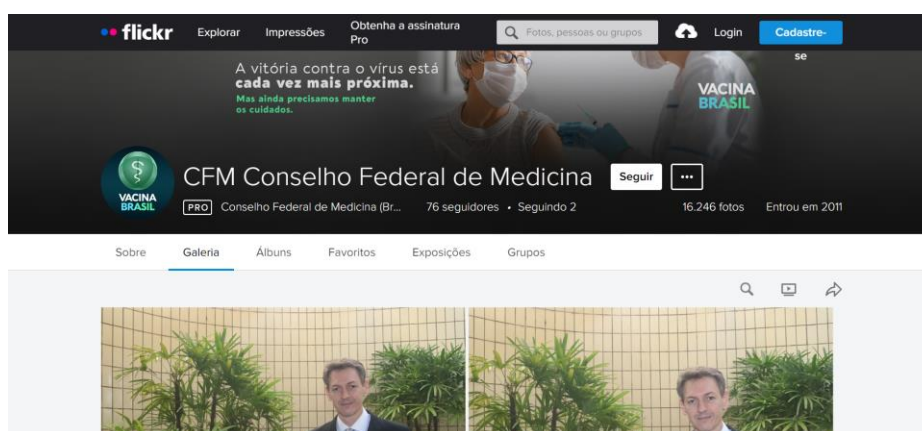 flickr Explorar Impressões Obtenha a assinatura Pro Fotos, pessoas ou grupos Login Cadastre-se
A vitória contra o vírus está
cada vez mais próxima.
Mas ainda precisamos manter
os cuidados.
VACINA
BRASIL
VACINA
BRASIL
CFM Conselho Federal de Medicina Seguir ...
PRO Conselho Federal de Medicina (Br... 76 seguidores • Seguindo 2 16.246 fotos Entrou em 2011
Sobre Galeria Álbuns Favoritos Exposições Grupos